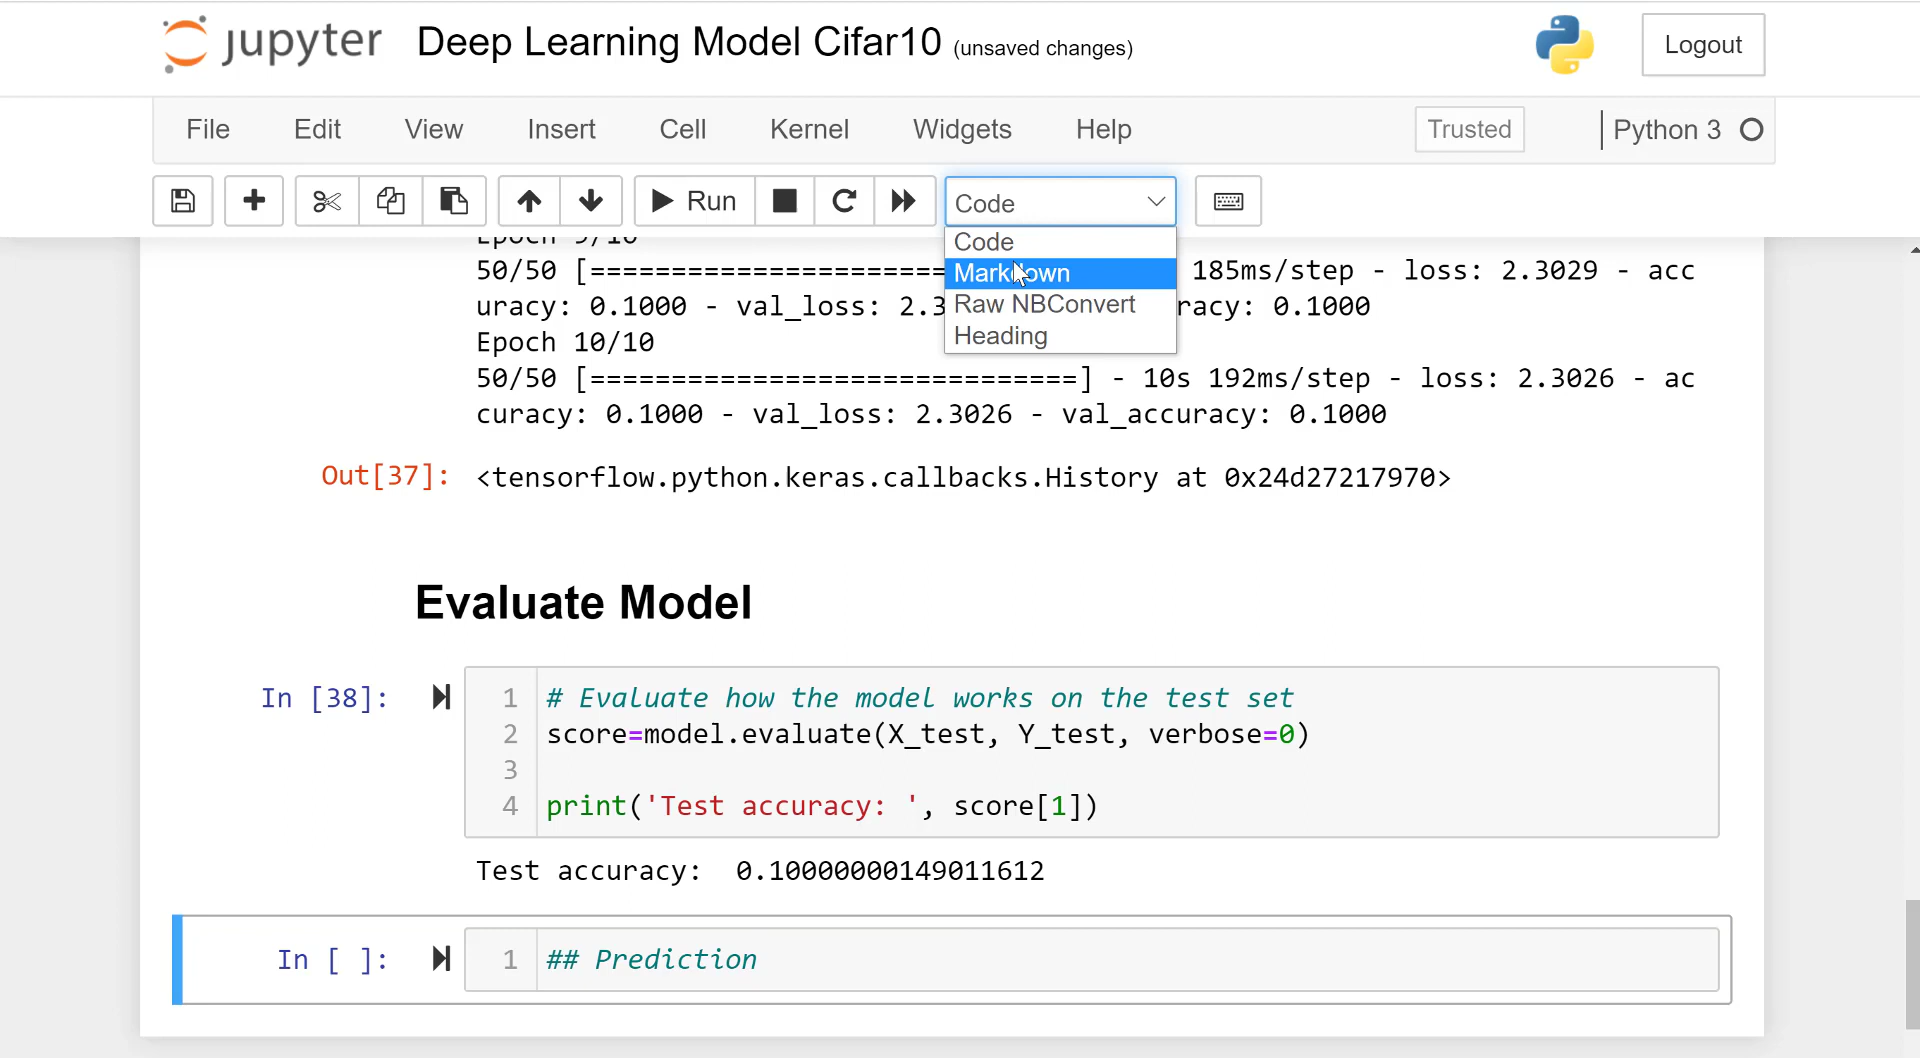 jupyter Deep Learning Model Cifar10 (unsaved changes) Logout
File Edit View Insert Cell Kernel Widgets Help Trusted Python 3
Run Code
Code
Markdown
Raw NBConvert
Heading
Epoch 9/10
50/50 [====================== 185ms/step - loss: 2.3029 - acc
uracy: 0.1000 - val_loss: 2.3 racy: 0.1000
Epoch 10/10
50/50 [==============================] - 10s 192ms/step - loss: 2.3026 - ac
curacy: 0.1000 - val_loss: 2.3026 - val_accuracy: 0.1000
Out[37]: <tensorflow.python.keras.callbacks.History at 0x24d27217970>
Evaluate Model
In [38]: 1 # Evaluate how the model works on the test set
2 score=model.evaluate(X_test, Y_test, verbose=0)
3
4 print('Test accuracy: ', score[1])
Test accuracy:  0.10000000149011612
In [ ]: 1 ## Prediction